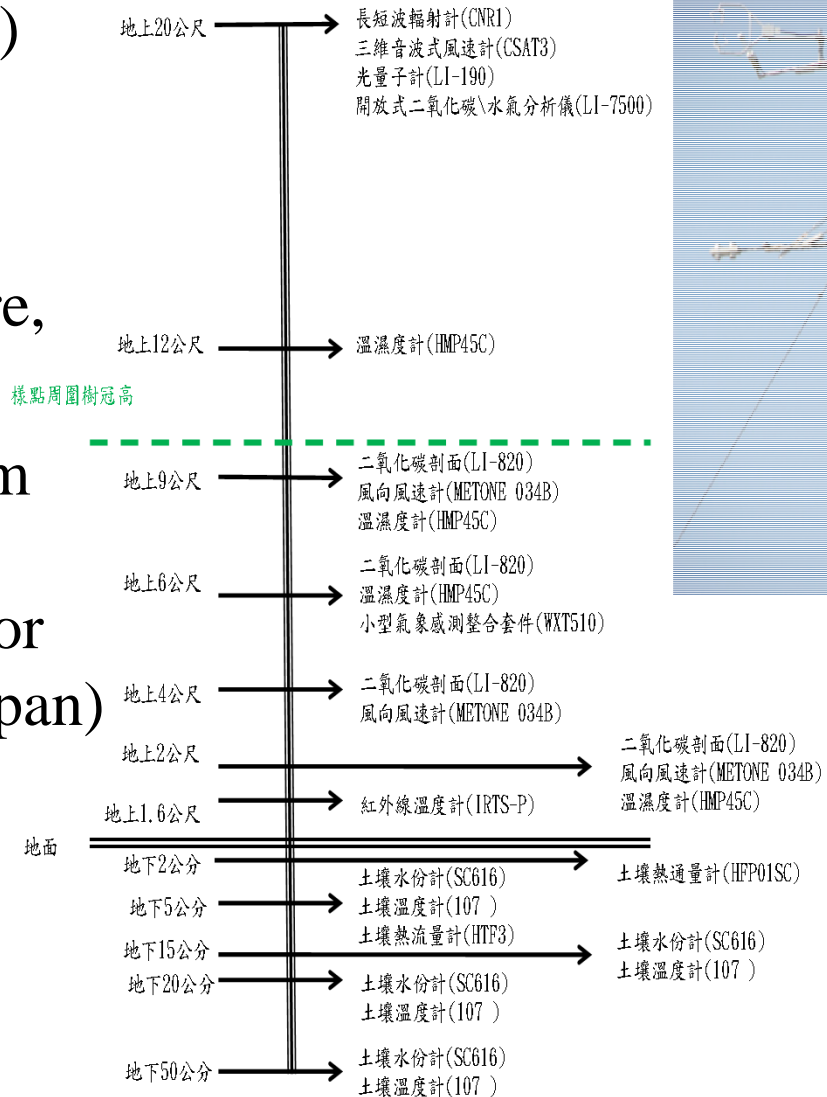 )
地上20公尺
長短波輻射計(CNR1)
三維音波式風速計(CSAT3)
光量子計(LI-190)
開放式二氧化碳\水氣分析儀(LI-7500)
re,
地上12公尺
溫濕度計(HMP45C)
樣點周圍樹冠高
m
地上9公尺
二氧化碳剖面(LI-820)
風向風速計(METONE 034B)
溫濕度計(HMP45C)
地上6公尺
二氧化碳剖面(LI-820)
溫濕度計(HMP45C)
小型氣象感測整合套件(WXT510)
or
pan)
地上4公尺
二氧化碳剖面(LI-820)
風向風速計(METONE 034B)
地上2公尺
二氧化碳剖面(LI-820)
風向風速計(METONE 034B)
溫濕度計(HMP45C)
地上1.6公尺
紅外線溫度計(IRTS-P)
地面
地下2公分
土壤熱通量計(HFP01SC)
地下5公分
土壤水份計(SC616)
土壤溫度計(107 )
土壤熱流量計(HTF3)
地下15公分
土壤水份計(SC616)
土壤溫度計(107 )
地下20公分
土壤水份計(SC616)
土壤溫度計(107 )
地下50公分
土壤水份計(SC616)
土壤溫度計(107 )